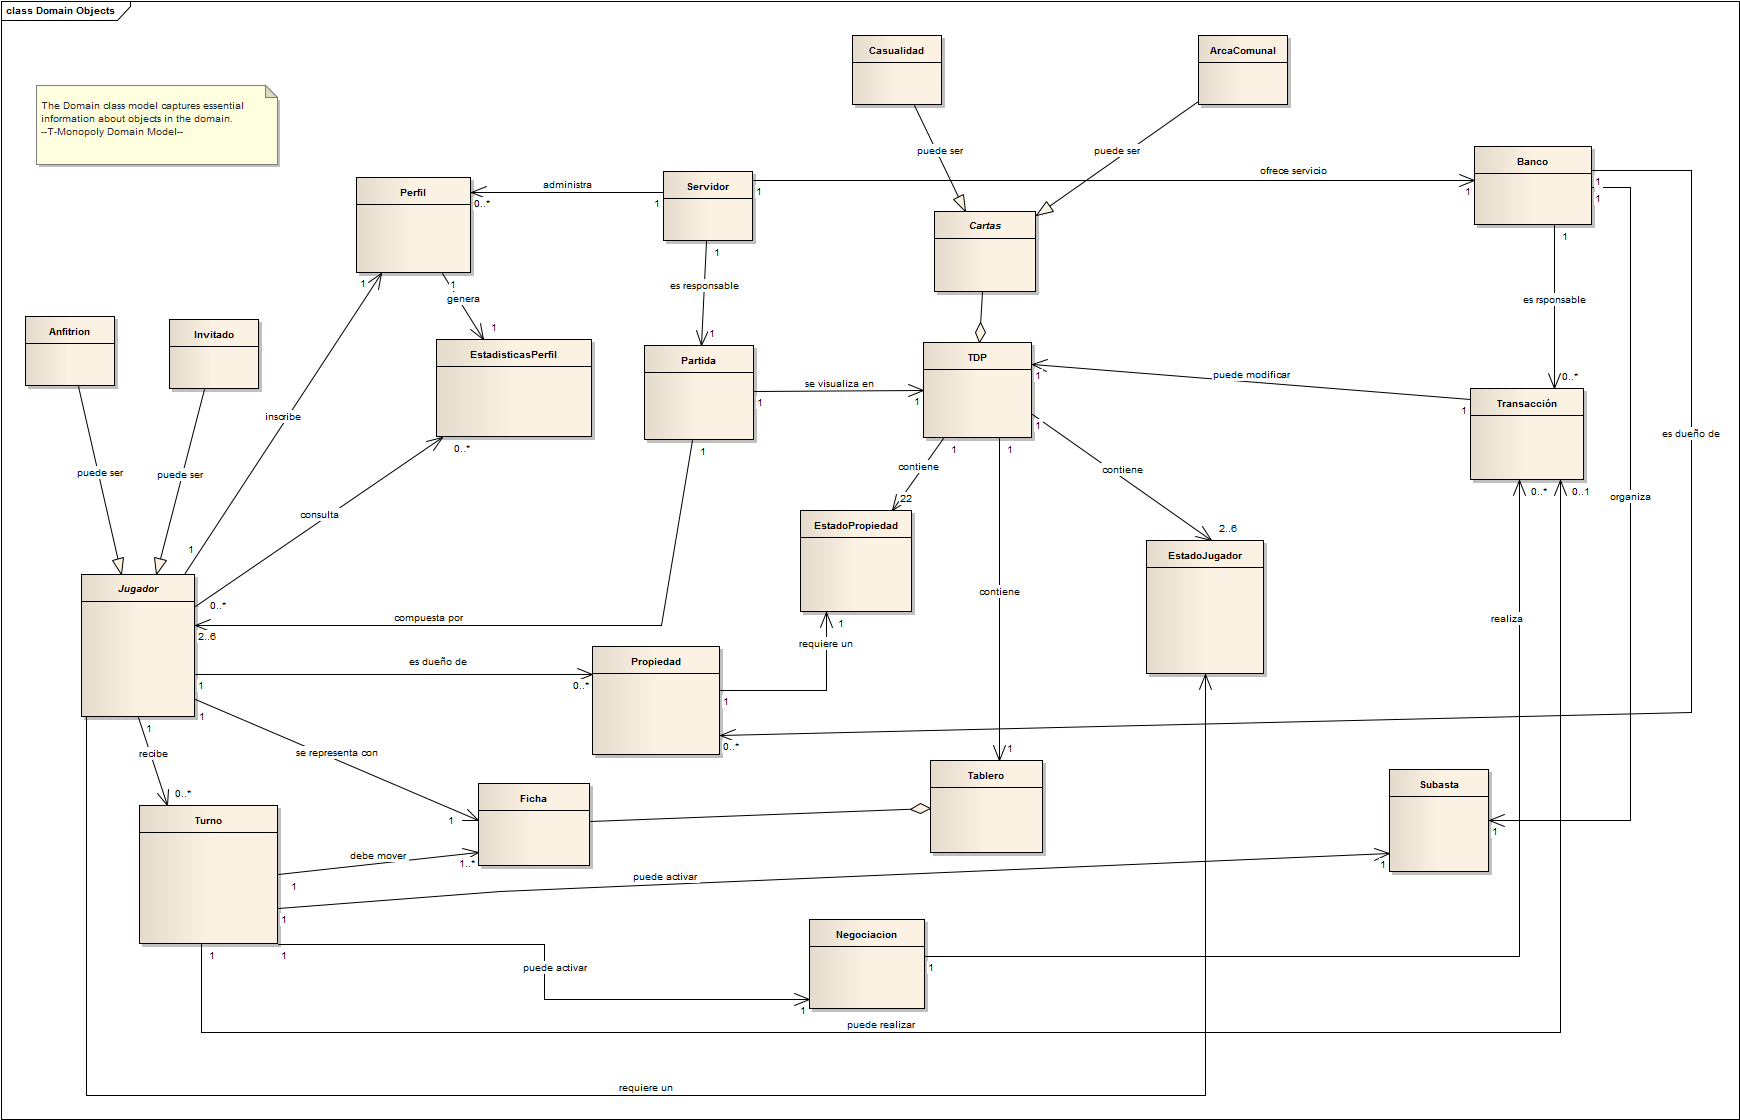 class Domain Objects
Casualidad
ArcaComunal
The Domain class model captures essential
information about objects in the domain.
--T-Monopoly Domain Model--
puede ser
puede ser
Banco
Perfil
administra
0..*
1
Servidor
1
ofrece servicio
1
1
1
Cartas
1
1
es responsable
1
1
1
genera
1
es rsponsable
0..*
Anfitrion
Invitado
EstadisticasPerfil
Partida
TDP
1
puede modificar
1
Transacción
se visualiza en
1
1
inscribe
0..*
1
1
1
1
es dueño de
puede ser
puede ser
contiene
contiene
22
0..*
0..1
organiza
consulta
EstadoPropiedad
2..6
1
EstadoJugador
Jugador
contiene
0..*
compuesta por
2..6
1
requiere un
realiza
es dueño de
1
0..*
Propiedad
1
1
1
recibe
se representa con
0..*
1
0..*
Turno
1
Ficha
Tablero
Subasta
1
debe mover
1..*
1
puede activar
1
1
1
1
puede activar
1
Negociacion
1
puede realizar
requiere un